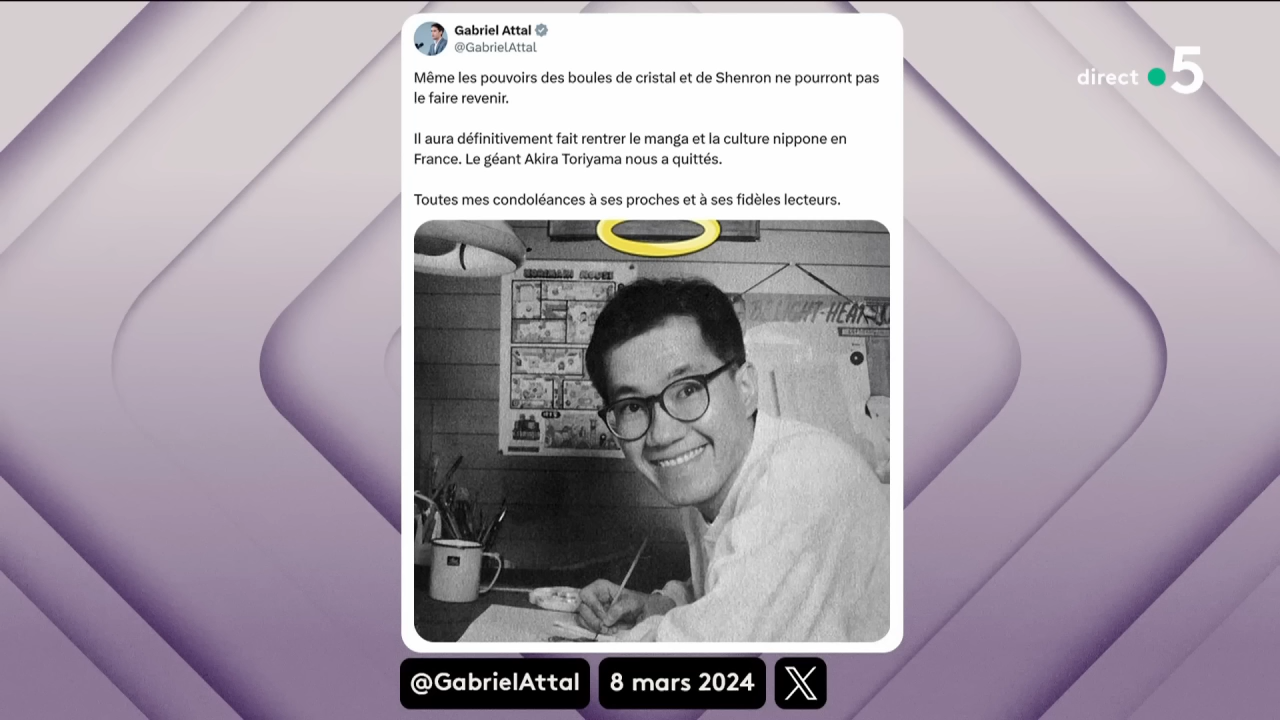 Gabriel Attal
@GabrielAttal
Même les pouvoirs des boules de cristal et de Shenron ne pourront pas
le faire revenir.
Il aura définitivement fait rentrer le manga et la culture nippone en
France. Le géant Akira Toriyama nous a quittés.
Toutes mes condoléances à ses proches et à ses fidèles lecteurs.
direct 5
LIGHT-HEAR
@GabrielAttal
8 mars 2024
X